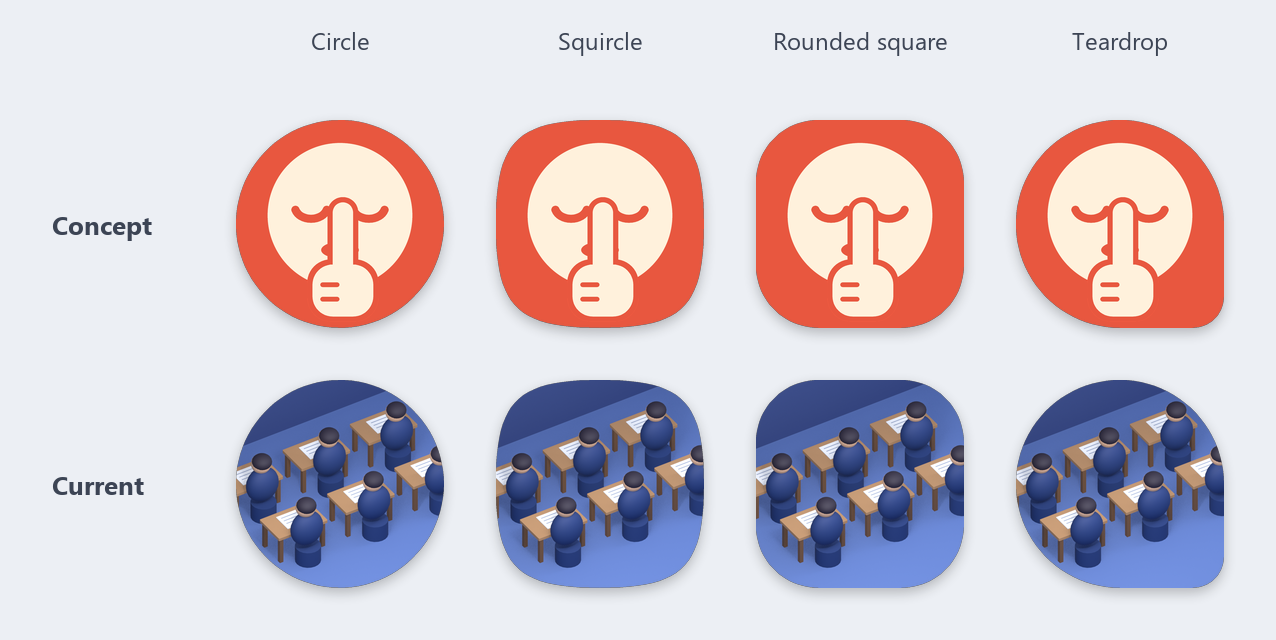 Circle
Squircle
Rounded square
Teardrop
Concept
Current